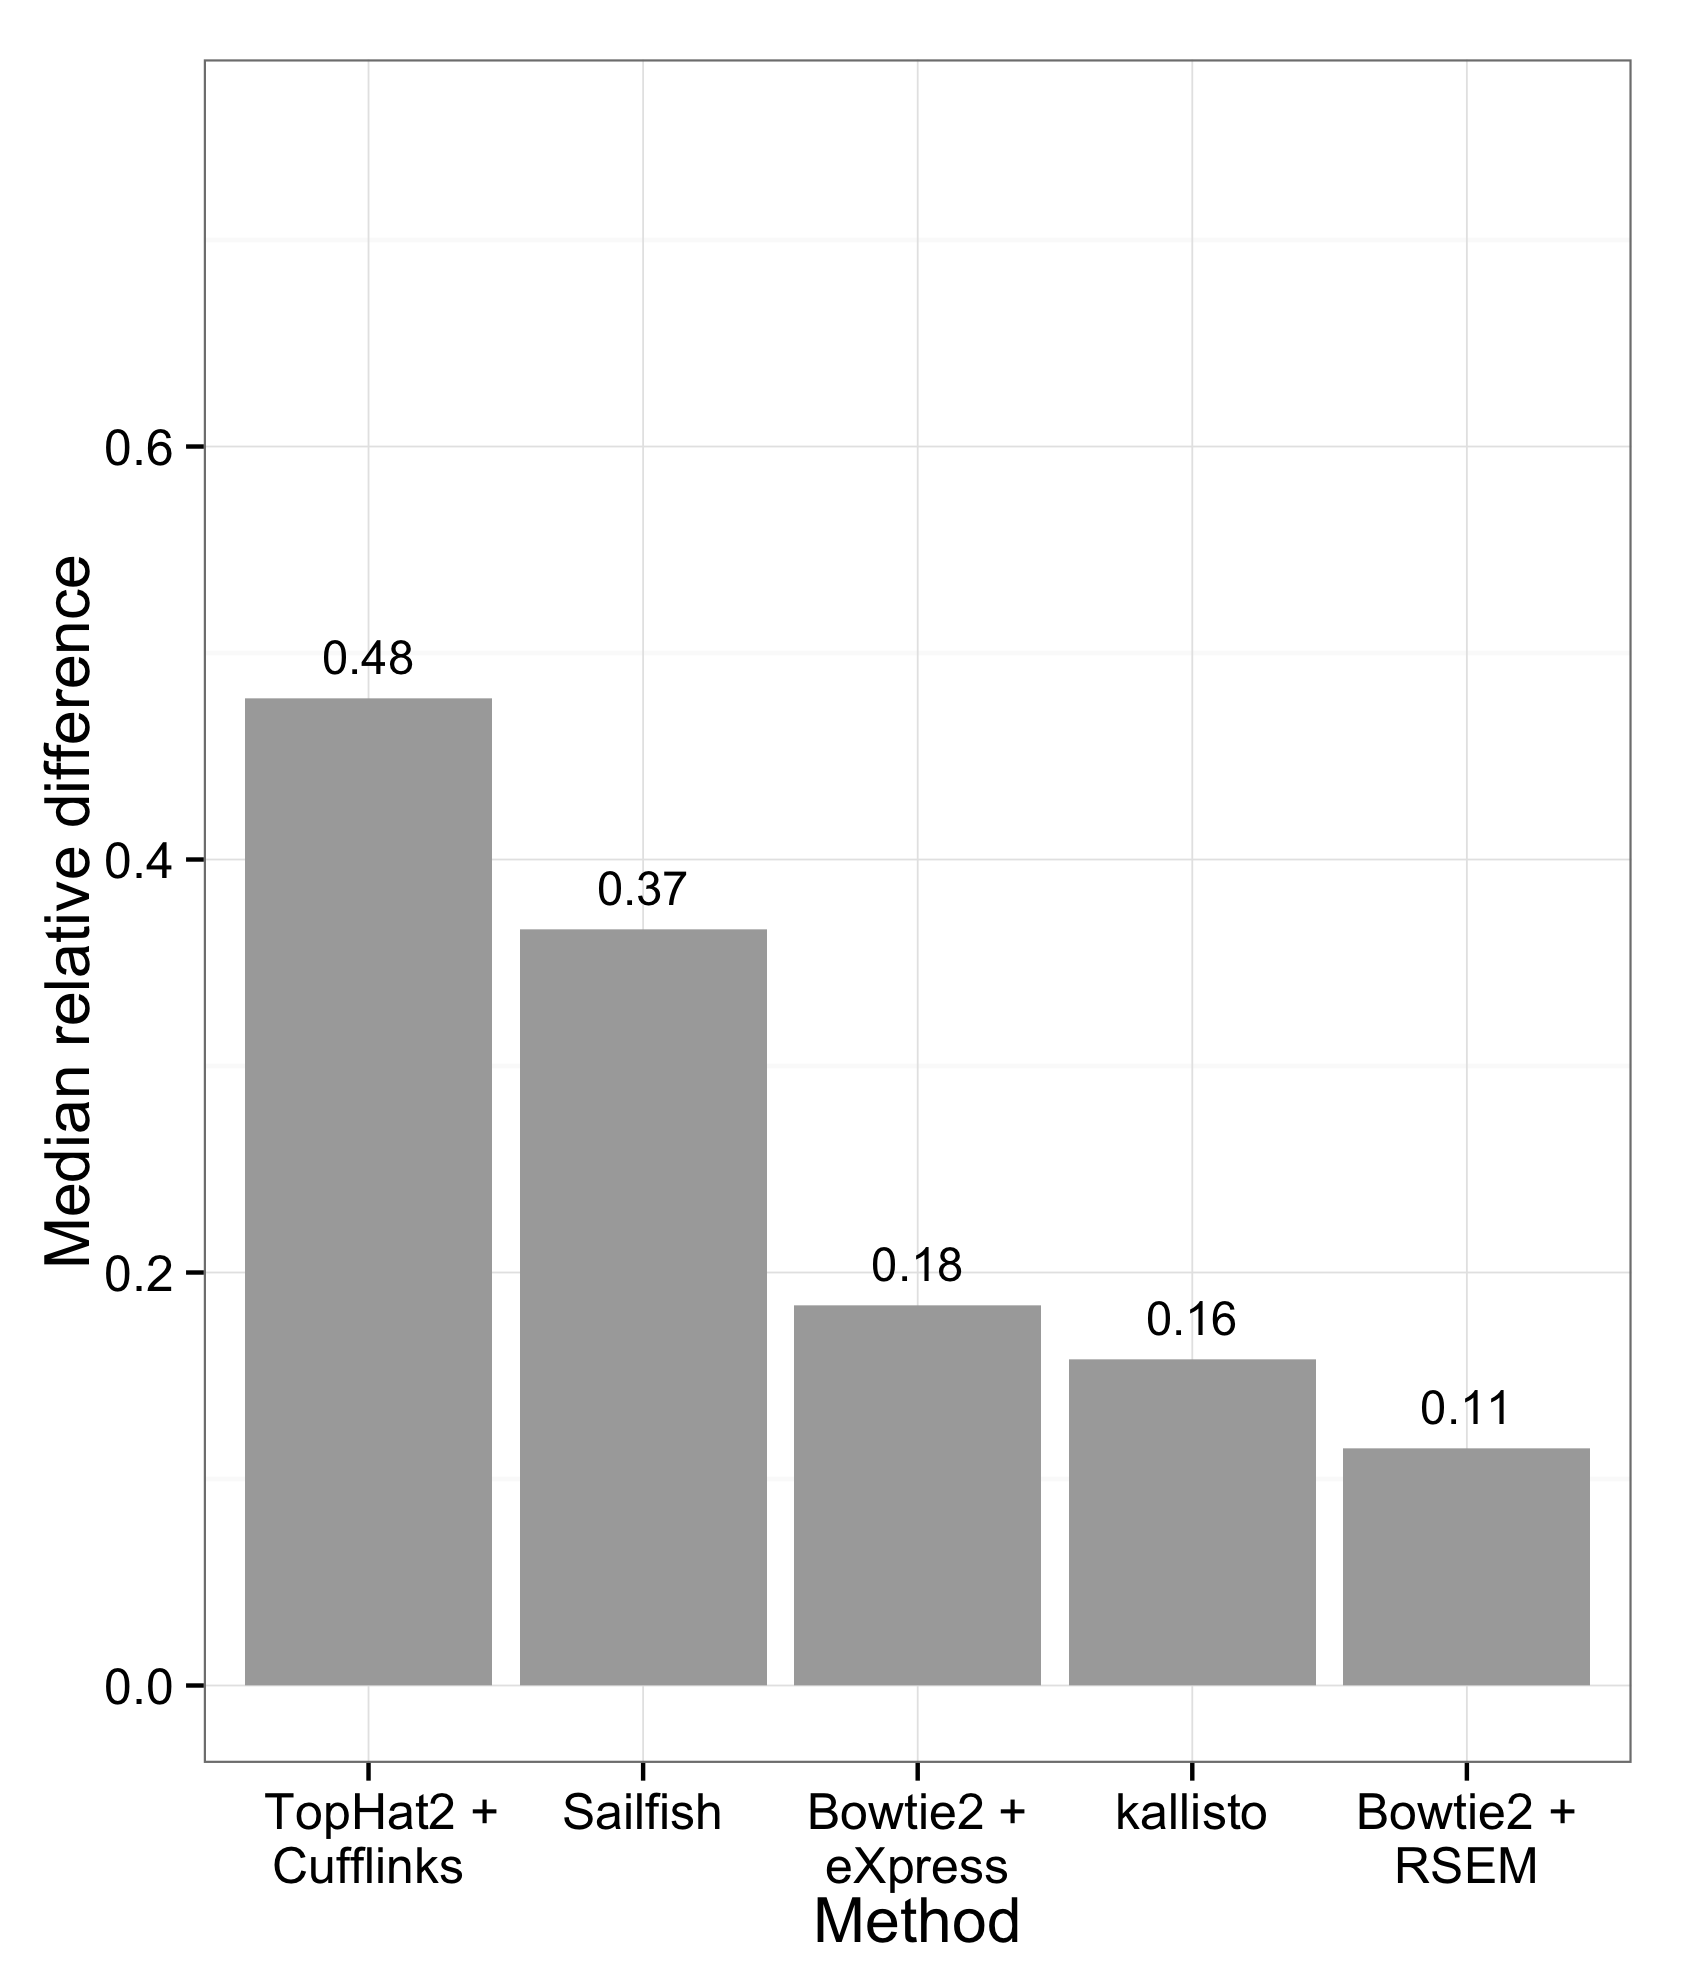 Median relative difference
0.6
0.4
0.2
0.0
0.48
0.37
0.18
0.16
0.11
TopHat2 +
Cufflinks
Sailfish
Bowtie2 +
eXpress
kallisto
Bowtie2 +
RSEM
Method